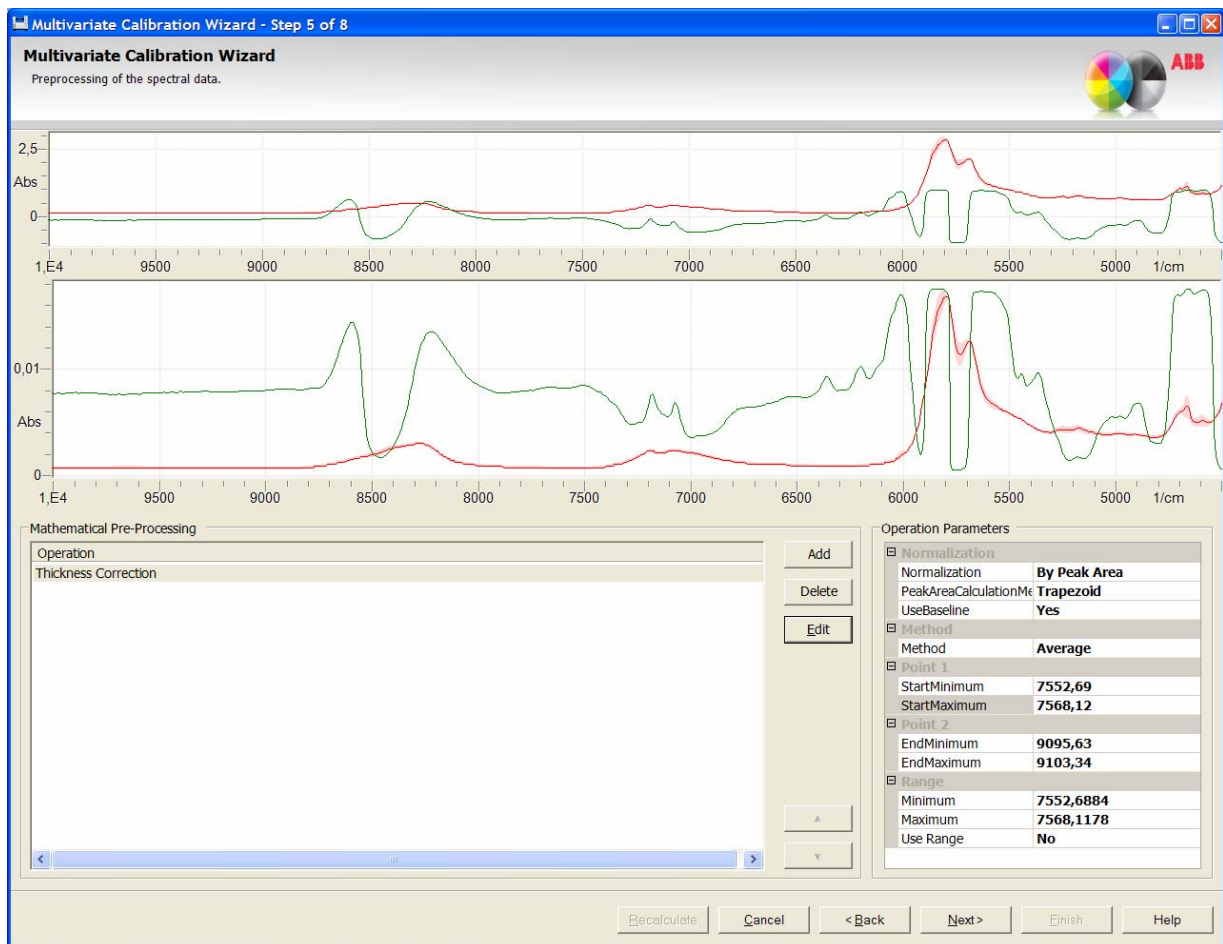 Multivariate Calibration Wizard - Step 5 of 8
Multivariate Calibration Wizard
Preprocessing of the spectral data.
ABB
2,5
Abs
0
1,E4 9500 9000 8500 8000 7500 7000 6500 6000 5500 5000 1/cm
0,01
Abs
0
1,E4 9500 9000 8500 8000 7500 7000 6500 6000 5500 5000 1/cm
Mathematical Pre-Processing
Operation
Thickness Correction
Add
Delete
Edit
Operation Parameters
Normalization
Normalization By Peak Area
PeakAreaCalculationMe Trapezoid
UseBaseline Yes
Method
Method Average
Point 1
StartMinimum 7552,69
StartMaximum 7568,12
Point 2
EndMinimum 9095,63
EndMaximum 9103,34
Range
Minimum 7552,6884
Maximum 7568,1178
Use Range No
Recalculate Cancel < Back Next > Finish Help